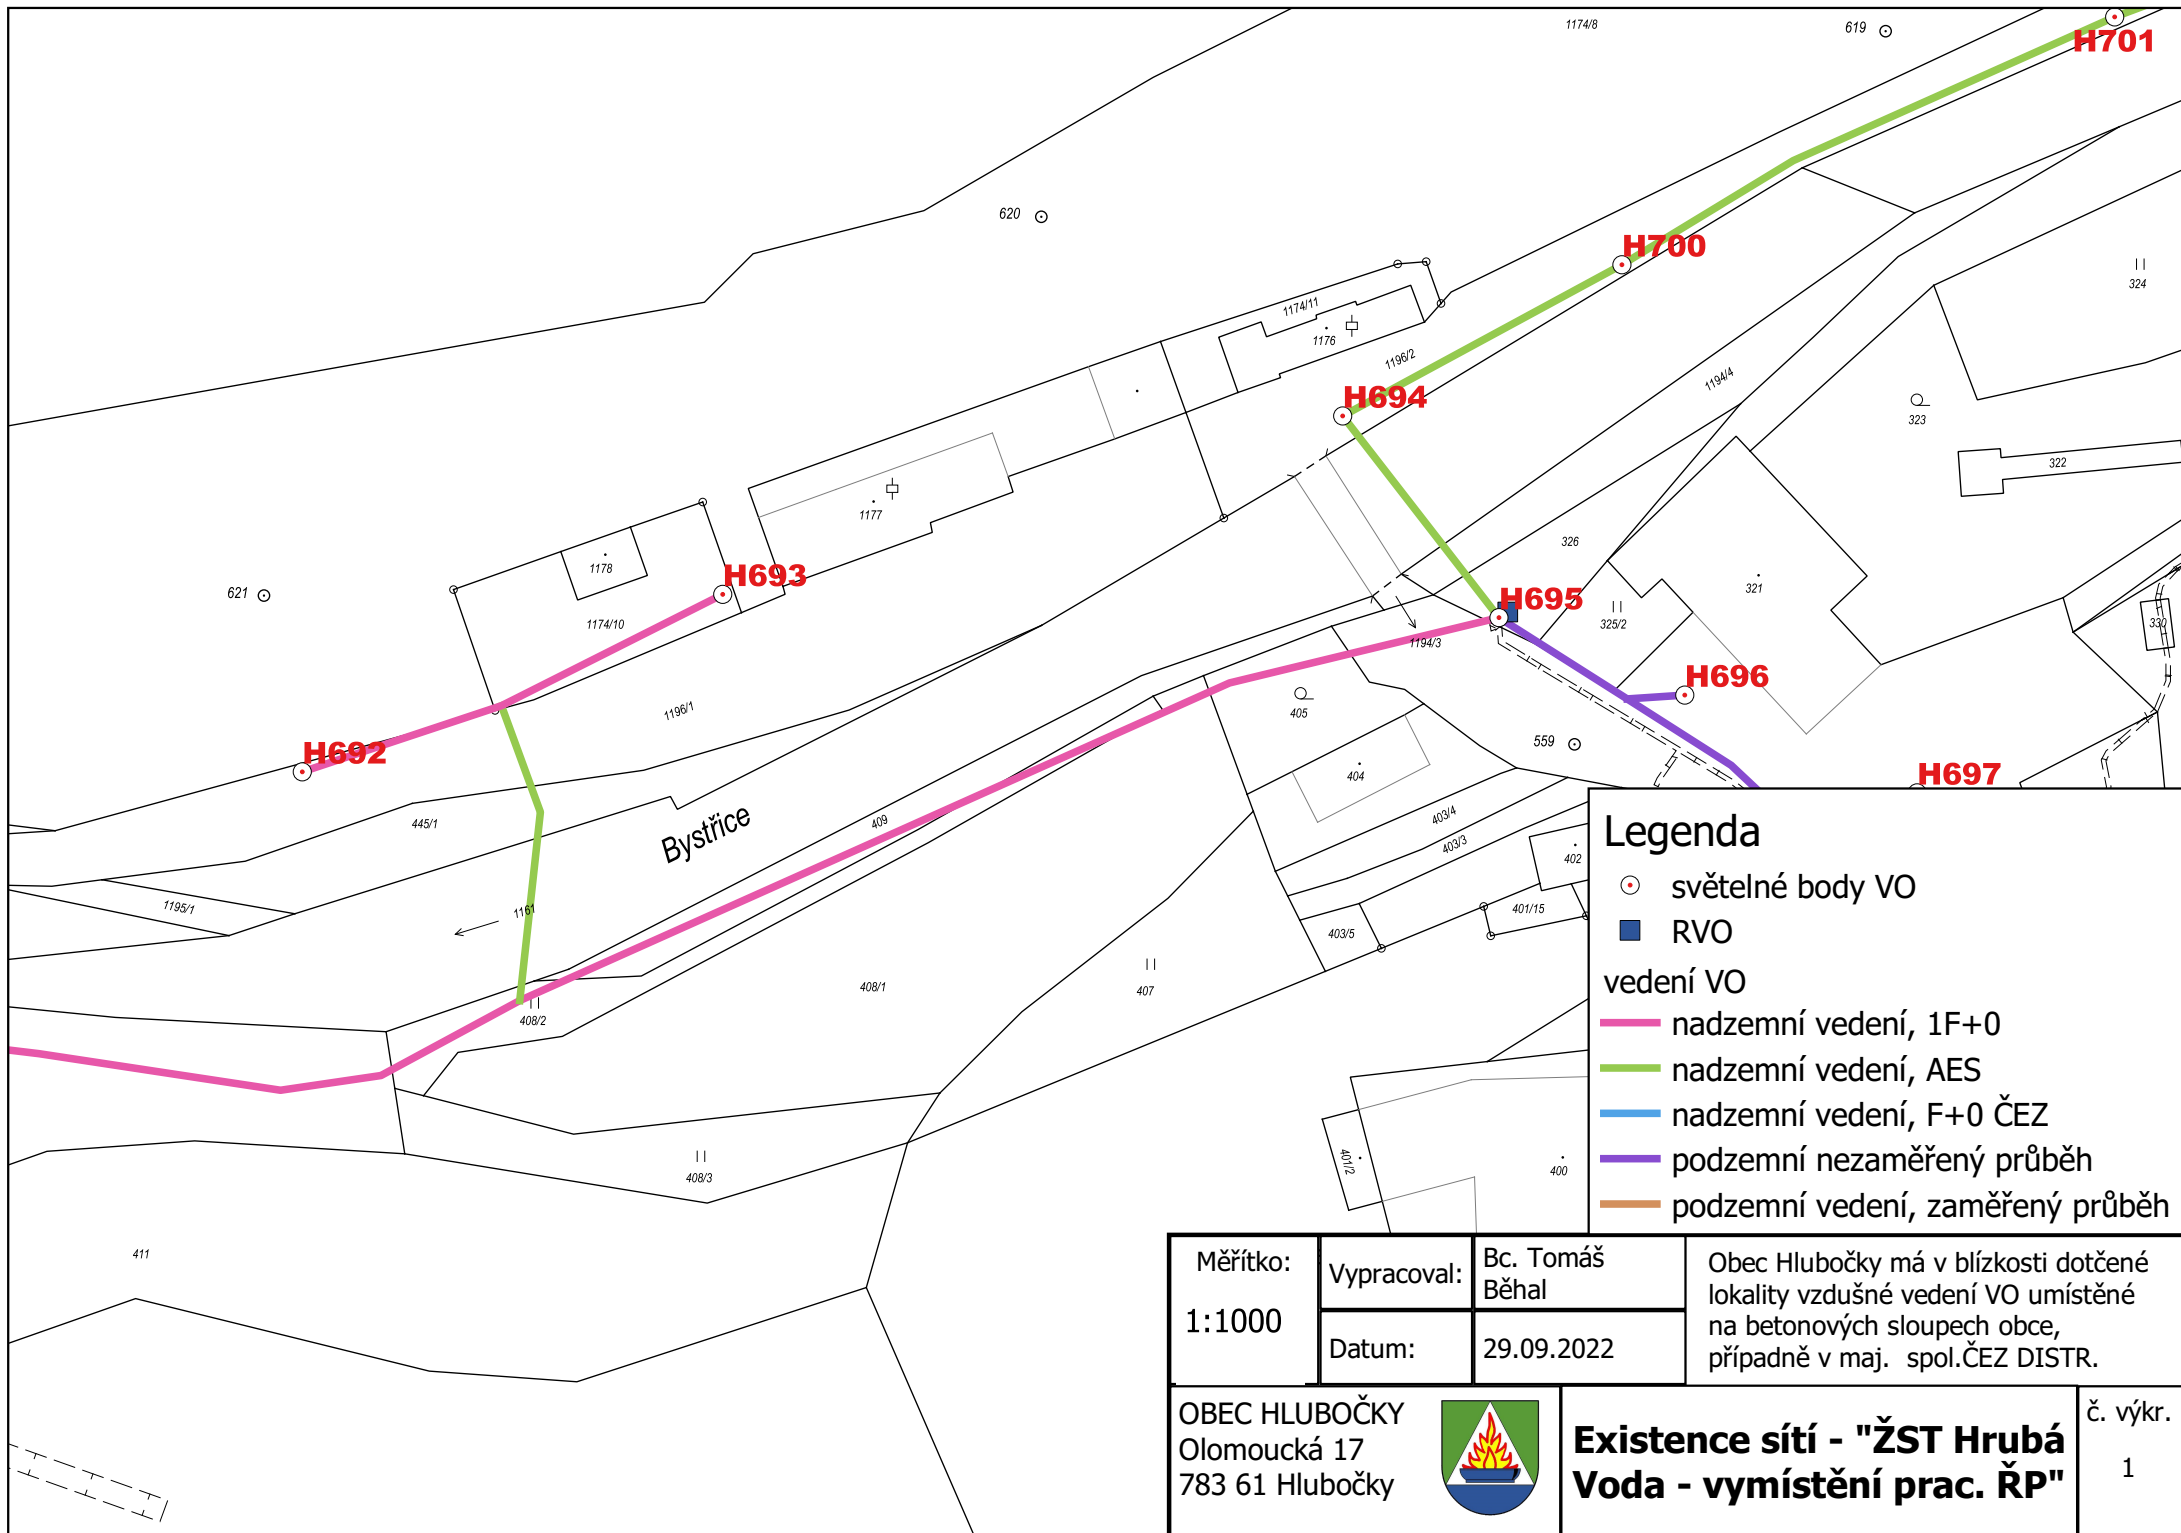 1174/8
619
H701
620
H700
324
1174/11
1176
1196/2
1194/4
H694
323
322
1177
326
1178
H693
621
H695
321
325/2
330
1174/10
1194/3
H696
1196/1
405
559
H692
404
H697
Bystřice
409
445/1
403/4
403/3
402
1195/1
1161
401/15
403/5
408/1
407
408/2
408/3
401/2
400
411
Legenda
světelné body VO
RVO
vedení VO
nadzemní vedení, 1F+0
nadzemní vedení, AES
nadzemní vedení, F+0 ČEZ
podzemní nezaměřený průběh
podzemní vedení, zaměřený průběh
Měřítko:
1:1000
Vypracoval:
Bc. Tomáš
Běhal
Datum:
29.09.2022
Obec Hlubočky má v blízkosti dotčené
lokality vzdušné vedení VO umístěné
na betonových sloupech obce,
případně v maj. spol.ČEZ DISTR.
OBEC HLUBOČKY
Olomoucká 17
783 61 Hlubočky
Existence sítí - "ŽST Hrubá
Voda - vymístění prac. ŘP"
č. výkr.
1